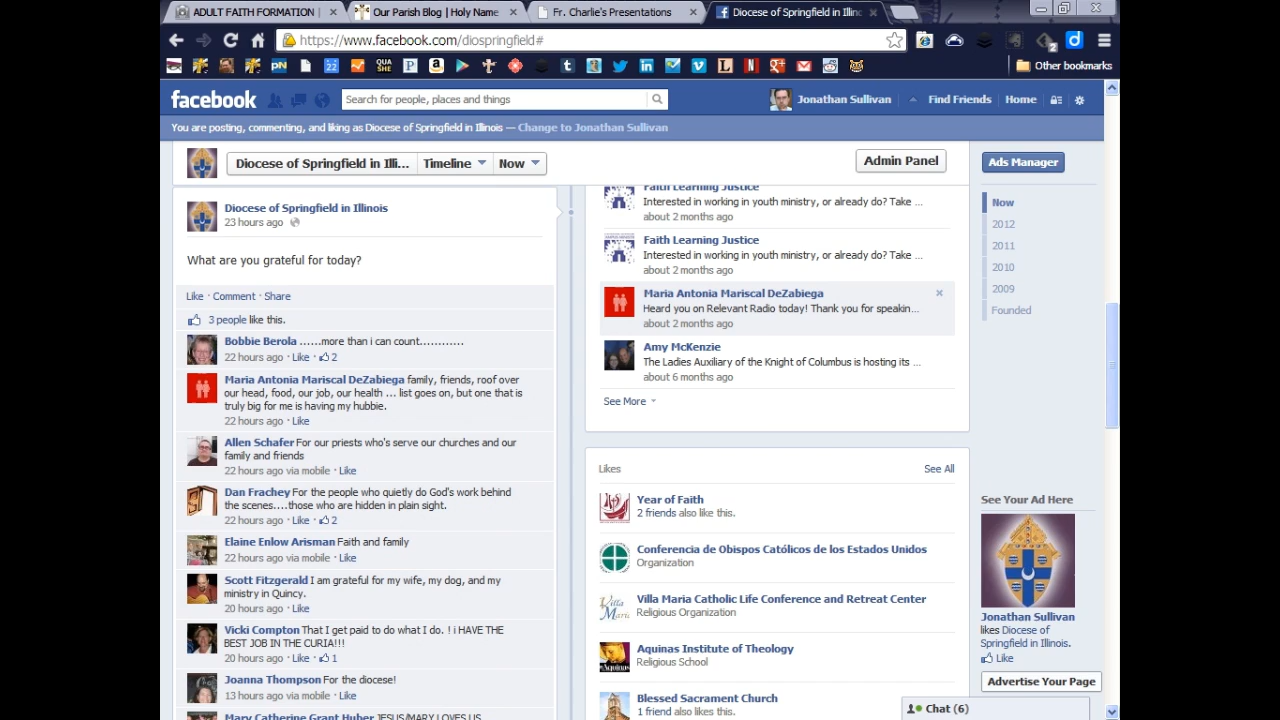 ADULT FAITH FORMATION
Our Parish Blog | Holy Name
Fr. Charlie's Presentations
Diocese of Springfield in Illino
https://www.facebook.com/diospringfield#
Other bookmarks
facebook
Search for people, places and things
Jonathan Sullivan
Find Friends
Home
You are posting, commenting, and liking as Diocese of Springfield in Illinois — Change to Jonathan Sullivan
Diocese of Springfield in Illi...
Timeline
Now
Admin Panel
Ads Manager
Diocese of Springfield in Illinois
23 hours ago
What are you grateful for today?
Like · Comment · Share
3 people like this.
Bobbie Berola ......more than i can count............
22 hours ago · Like · 2
Maria Antonia Mariscal DeZabiega family, friends, roof over
our head, food, our job, our health ... list goes on, but one that is
truly big for me is having my hubbie.
22 hours ago · Like
Allen Schafer For our priests who's serve our churches and our
family and friends
22 hours ago via mobile · Like
Dan Frachey For the people who quietly do God's work behind
the scenes....those who are hidden in plain sight.
22 hours ago · Like · 2
Elaine Enlow Arisman Faith and family
22 hours ago via mobile · Like
Scott Fitzgerald I am grateful for my wife, my dog, and my
ministry in Quincy.
20 hours ago · Like
Vicki Compton That I get paid to do what I do. ! i HAVE THE
BEST JOB IN THE CURIA!!!
20 hours ago · Like · 1
Joanna Thompson For the diocese!
13 hours ago via mobile · Like
Mary Catherine Grant Huber JESUS/MARY LOVES US
Faith Learning Justice
Interested in working in youth ministry, or already do? Take ...
about 2 months ago
Faith Learning Justice
Interested in working in youth ministry, or already do? Take ...
about 2 months ago
Maria Antonia Mariscal DeZabiega
Heard you on Relevant Radio today! Thank you for speakin...
about 2 months ago
Amy McKenzie
The Ladies Auxiliary of the Knight of Columbus is hosting its ...
about 6 months ago
See More
Likes
See All
Year of Faith
2 friends also like this.
Conferencia de Obispos Católicos de los Estados Unidos
Organization
Villa Maria Catholic Life Conference and Retreat Center
Religious Organization
Aquinas Institute of Theology
Religious School
Blessed Sacrament Church
1 friend also like this.
Now
2012
2011
2010
2009
Founded
See Your Ad Here
Jonathan Sullivan
likes Diocese of
Springfield in Illinois.
Like
Advertise Your Page
Chat (6)